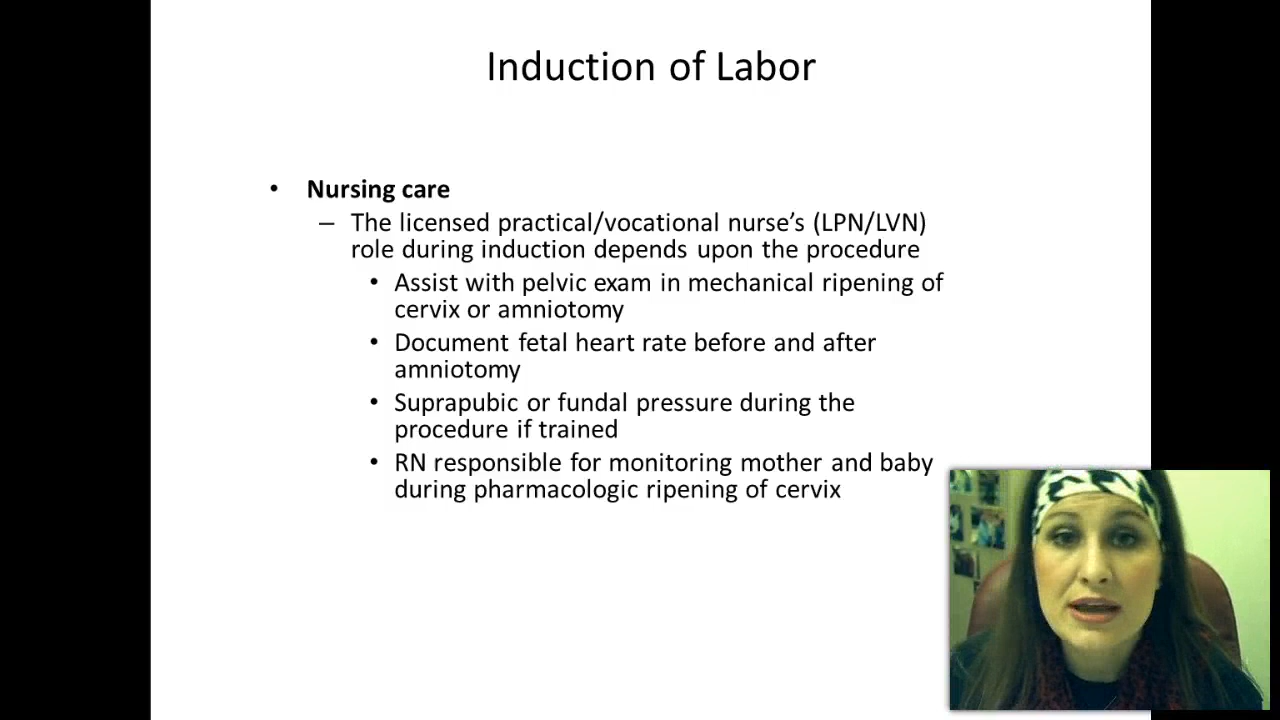 Induction of Labor
• Nursing care
– The licensed practical/vocational nurse’s (LPN/LVN)
role during induction depends upon the procedure
• Assist with pelvic exam in mechanical ripening of
cervix or amniotomy
• Document fetal heart rate before and after
amniotomy
• Suprapubic or fundal pressure during the
procedure if trained
• RN responsible for monitoring mother and baby
during pharmacologic ripening of cervix